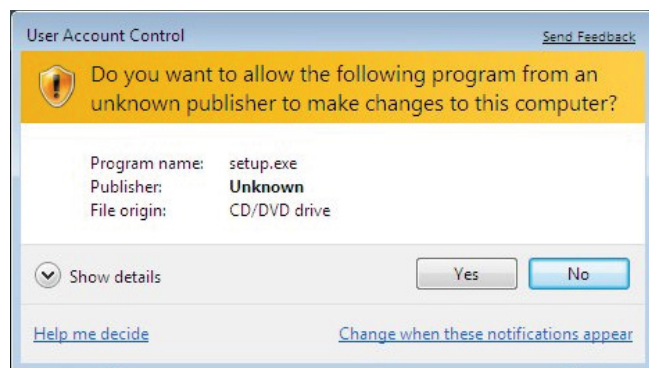 User Account Control
Send Feedback
Do you want to allow the following program from an
unknown publisher to make changes to this computer?
Program name: setup.exe
Publisher: Unknown
File origin: CD/DVD drive
Show details
Yes
No
Help me decide
Change when these notifications appear